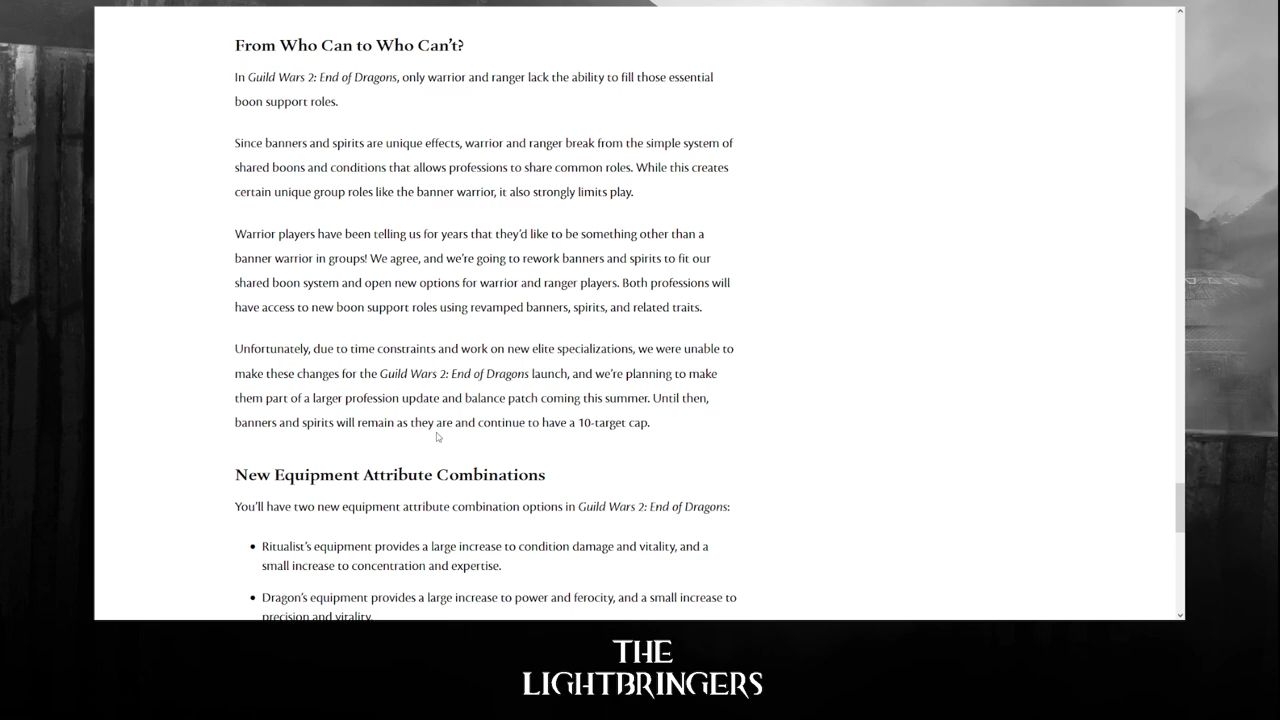 From Who Can to Who Can't?
In Guild Wars 2: End of Dragons, only warrior and ranger lack the ability to fill those essential
boon support roles.
Since banners and spirits are unique effects, warrior and ranger break from the simple system of
shared boons and conditions that allows professions to share common roles. While this creates
certain unique group roles like the banner warrior, it also strongly limits play.
Warrior players have been telling us for years that they'd like to be something other than a
banner warrior in groups! We agree, and we're going to rework banners and spirits to fit our
shared boon system and open new options for warrior and ranger players. Both professions will
have access to new boon support roles using revamped banners, spirits, and related traits.
Unfortunately, due to time constraints and work on new elite specializations, we were unable to
make these changes for the Guild Wars 2: End of Dragons launch, and we're planning to make
them part of a larger profession update and balance patch coming this summer. Until then,
banners and spirits will remain as they are and continue to have a 10-target cap.
New Equipment Attribute Combinations
You'll have two new equipment attribute combination options in Guild Wars 2: End of Dragons:
• Ritualist's equipment provides a large increase to condition damage and vitality, and a
small increase to concentration and expertise.
• Dragon's equipment provides a large increase to power and ferocity, and a small increase to
precision and vitality.
THE
LIGHTBRINGERS